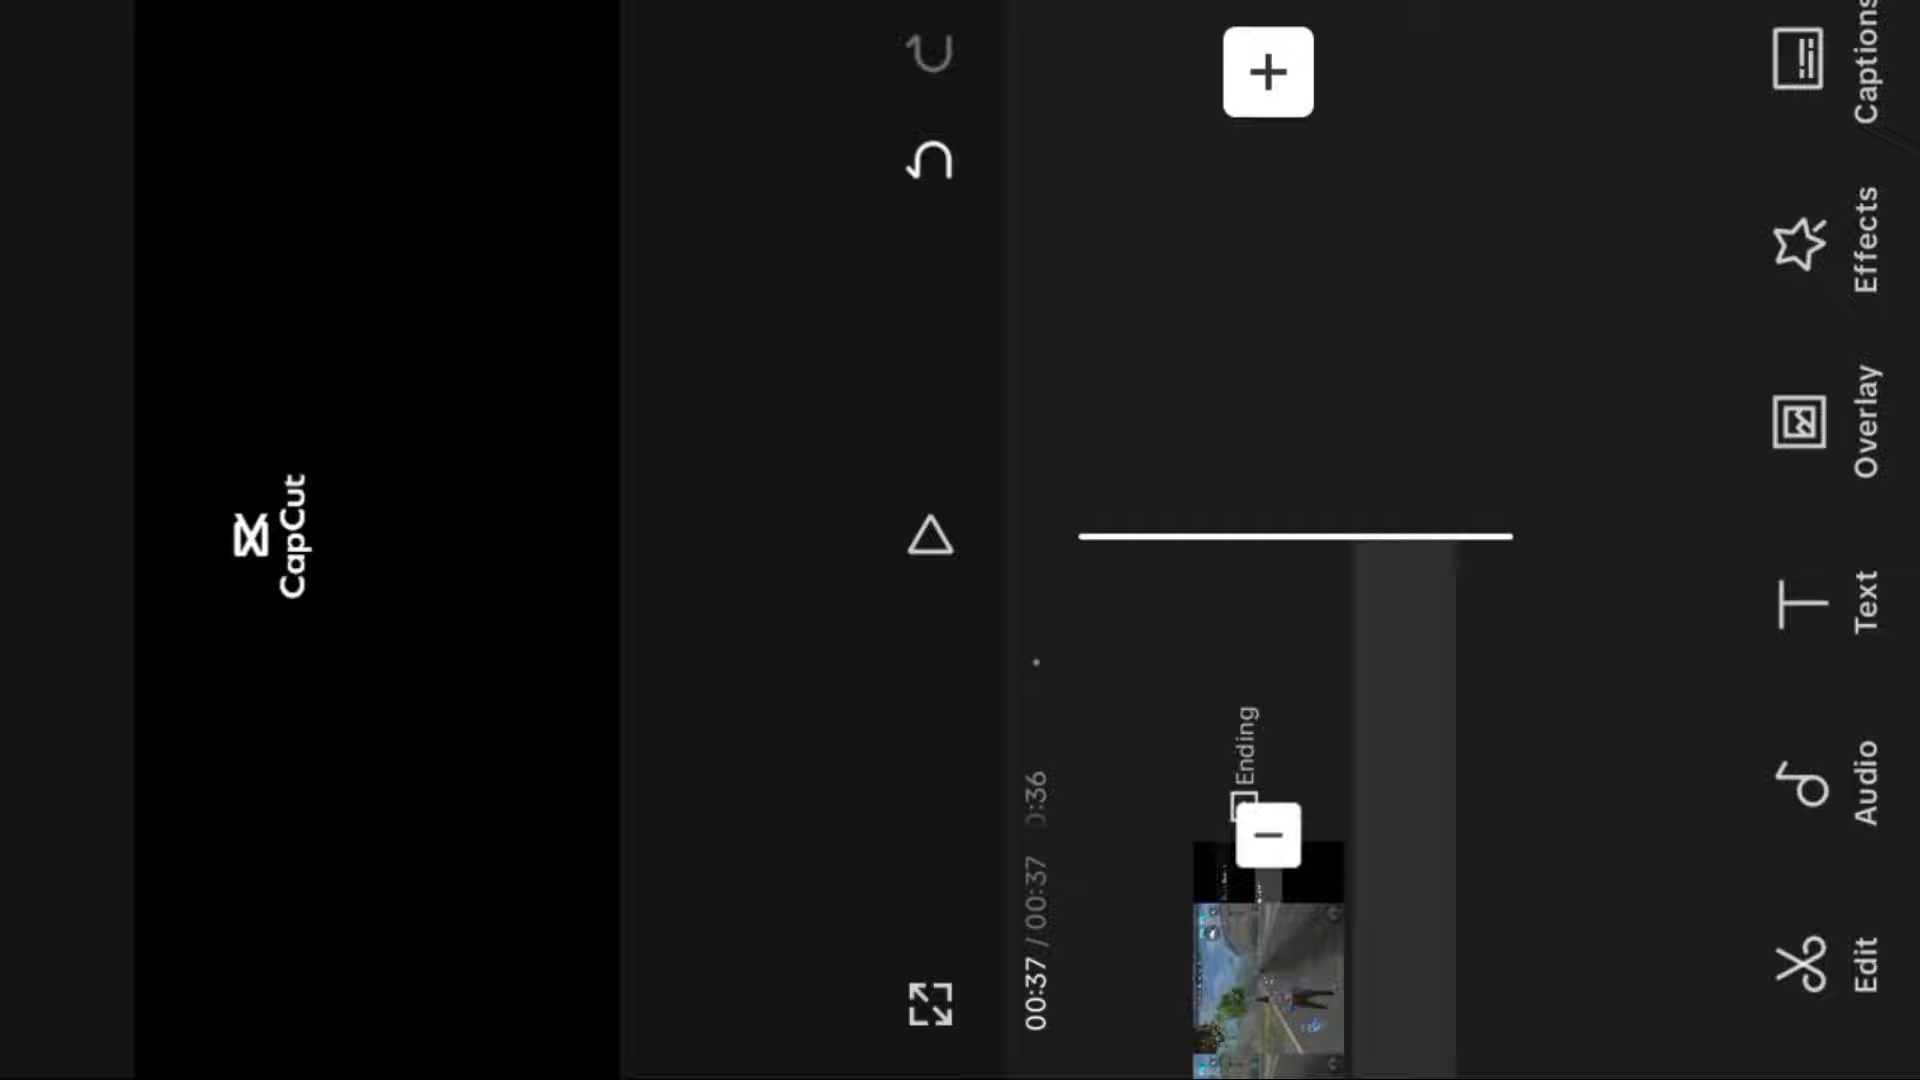 CapCut
00:37 / 00:37
0:36
Ending
Edit
Audio
Text
Overlay
Effects
Captions